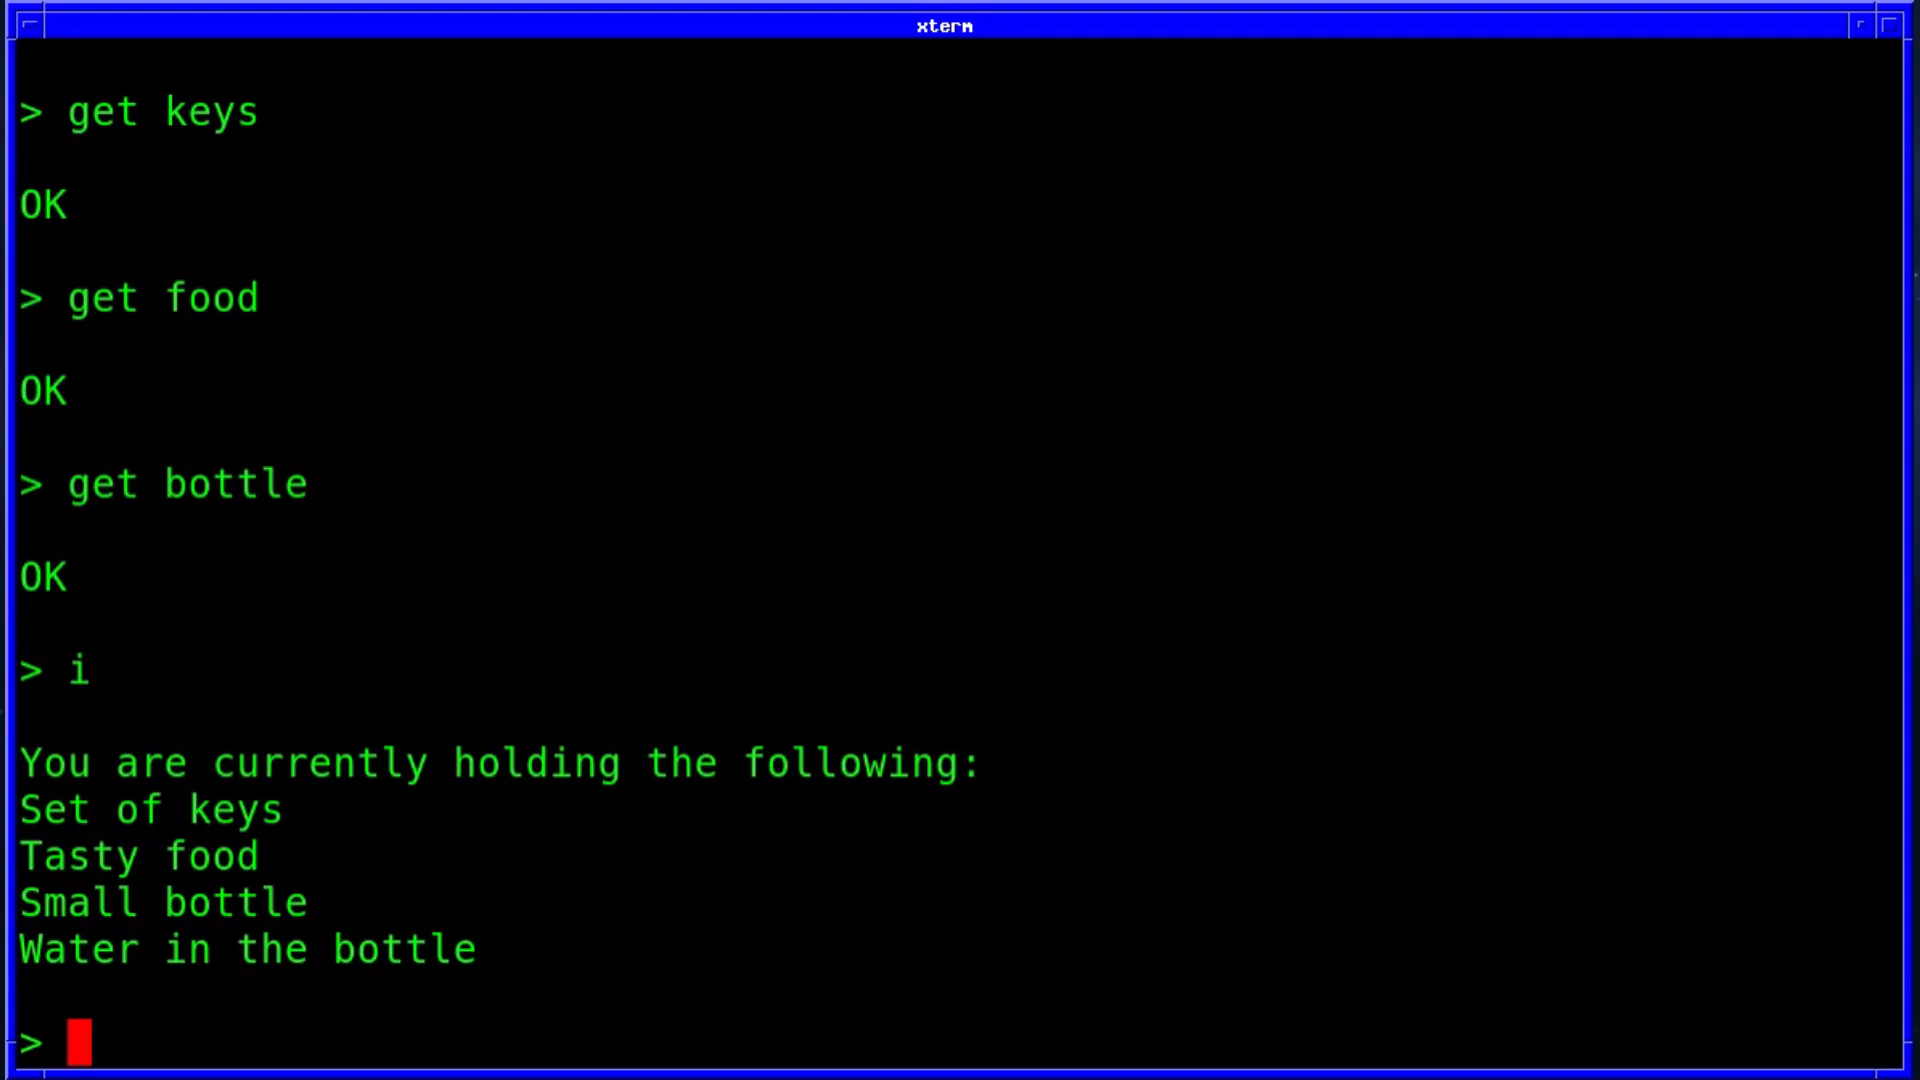 xterm
> get keys
OK
> get food
OK
> get bottle
OK
> i
You are currently holding the following:
Set of keys
Tasty food
Small bottle
Water in the bottle
>